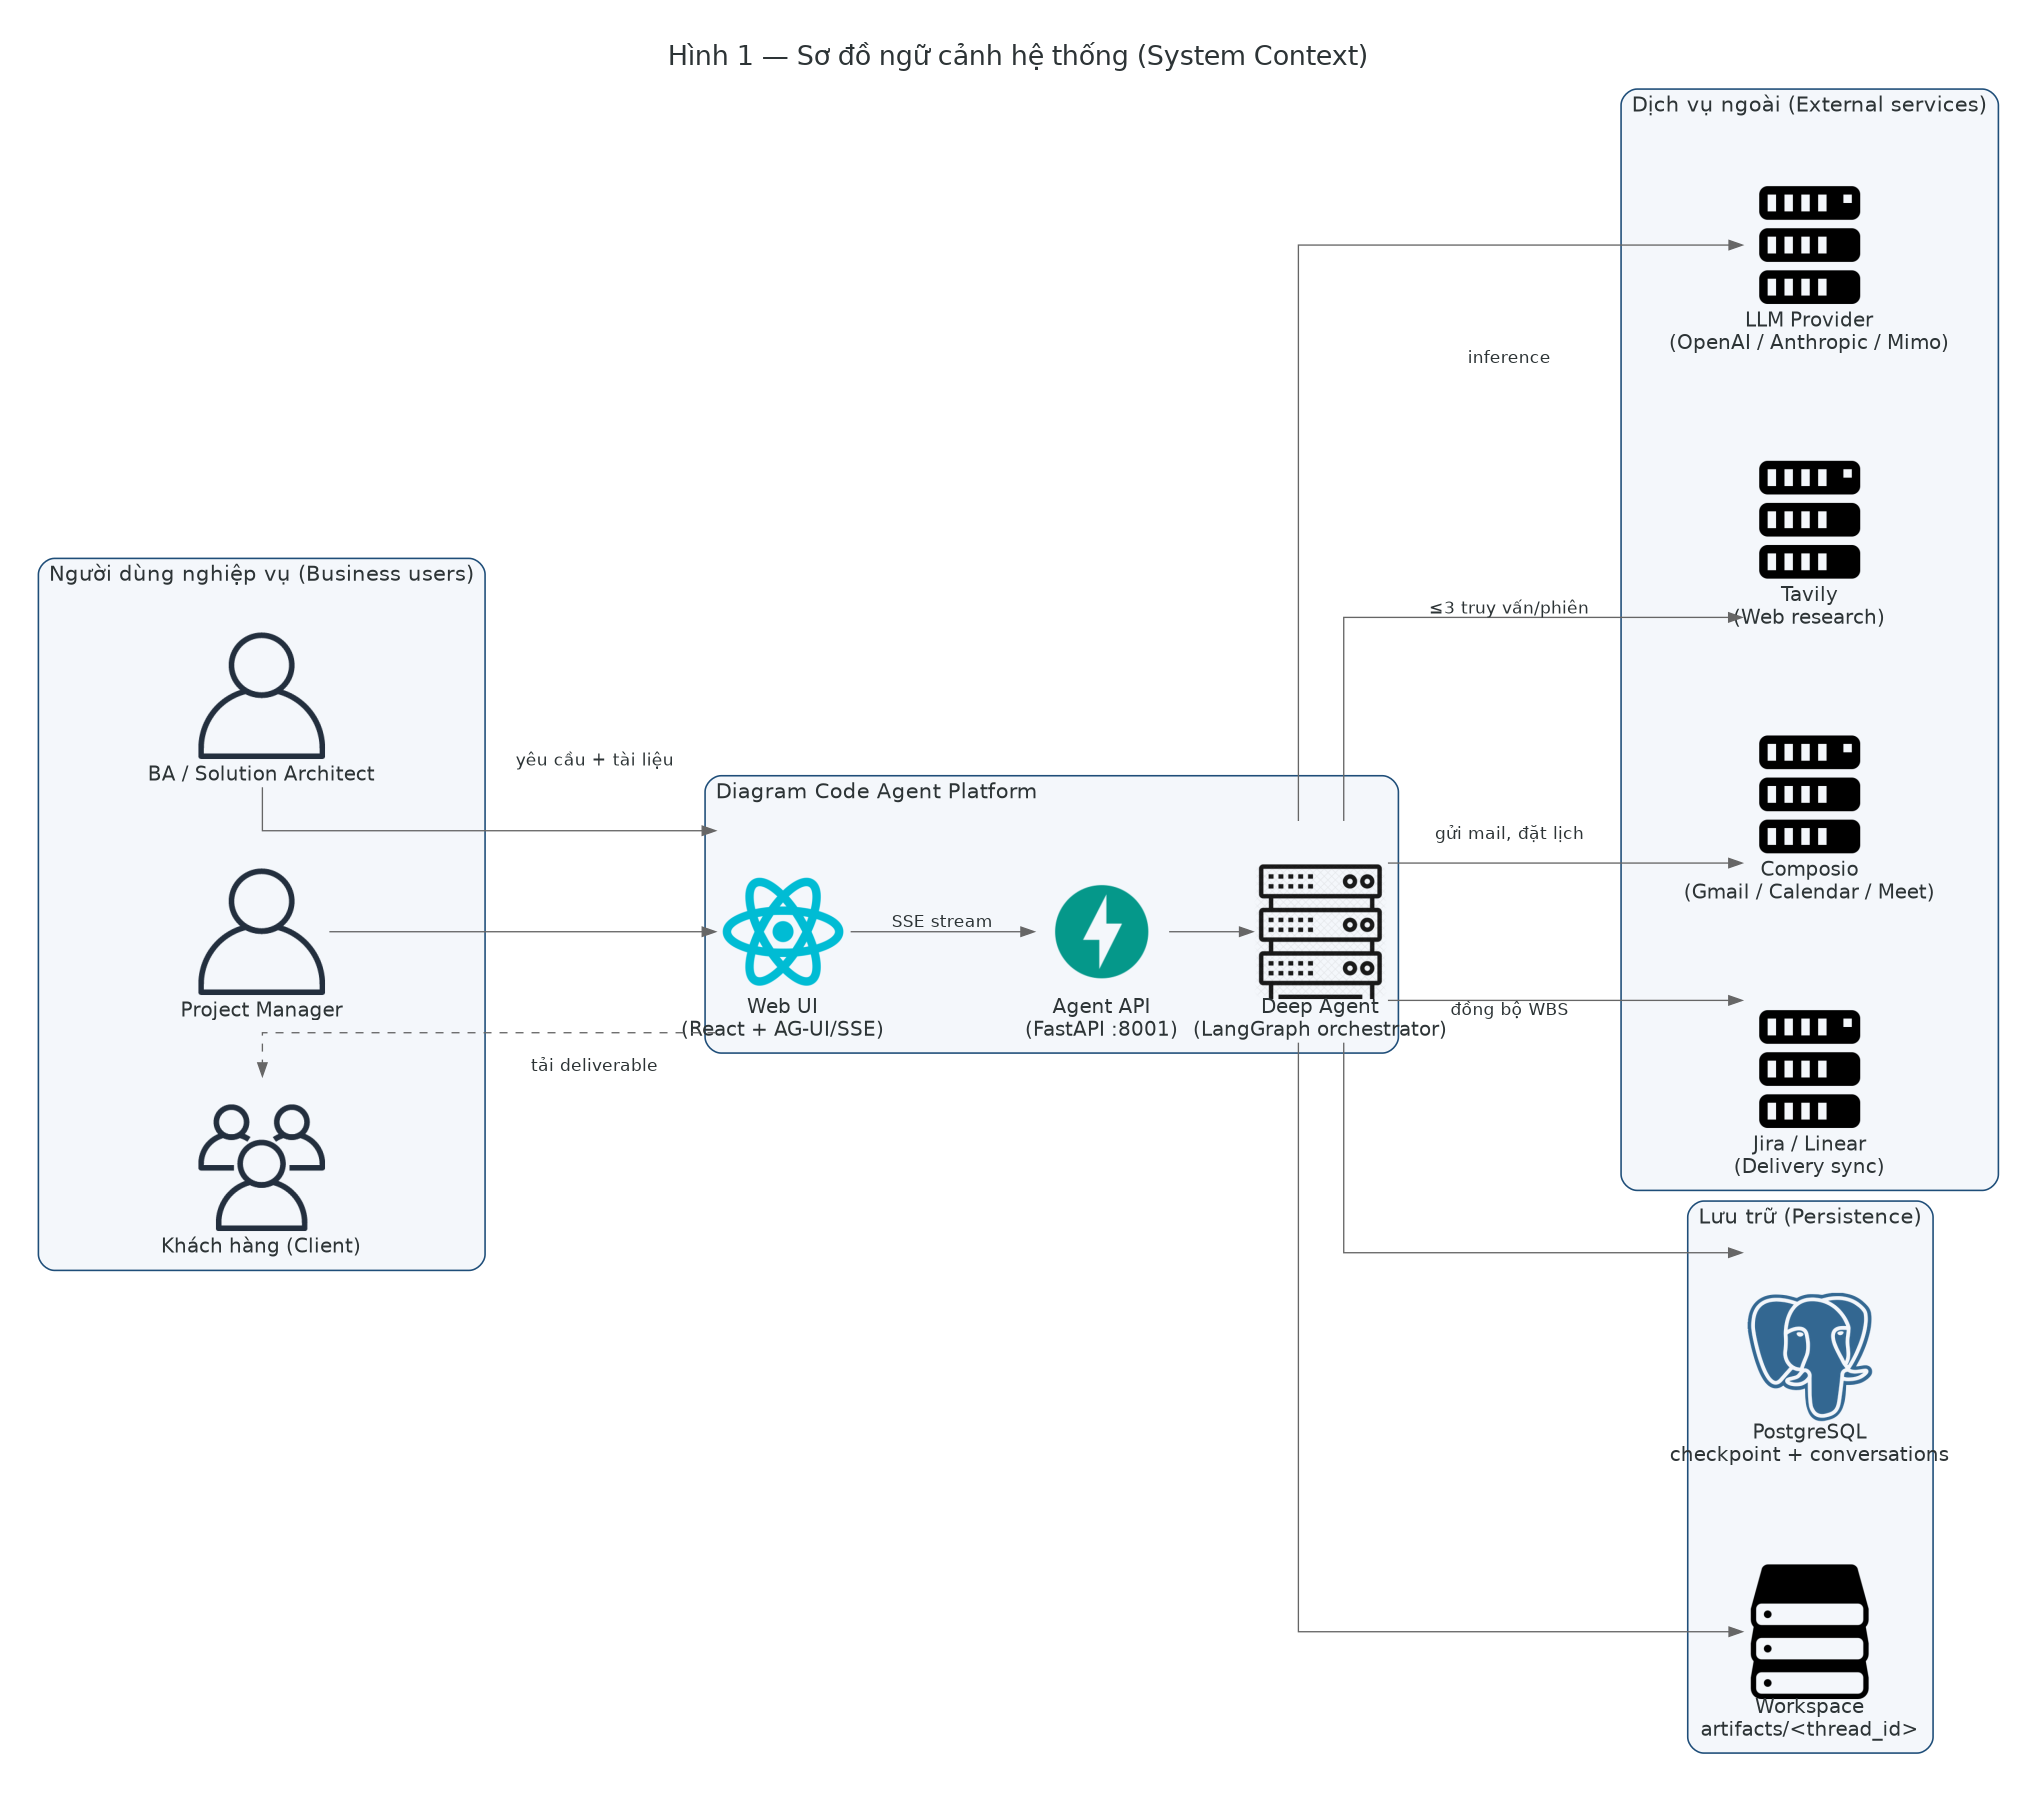 Hình 1 — Sơ đồ ngữ cảnh hệ thống (System Context)
Người dùng nghiệp vụ (Business users)
BA / Solution Architect
Project Manager
Khách hàng (Client)
yêu cầu + tài liệu
tải deliverable
Diagram Code Agent Platform
Web UI
(React + AG-UI/SSE)
SSE stream
Agent API
(FastAPI :8001)
Deep Agent
(LangGraph orchestrator)
inference
≤3 truy vấn/phiên
gửi mail, đặt lịch
đồng bộ WBS
Dịch vụ ngoài (External services)
LLM Provider
(OpenAI / Anthropic / Mimo)
Tavily
(Web research)
Composio
(Gmail / Calendar / Meet)
Jira / Linear
(Delivery sync)
Lưu trữ (Persistence)
PostgreSQL
checkpoint + conversations
Workspace
artifacts/<thread_id>